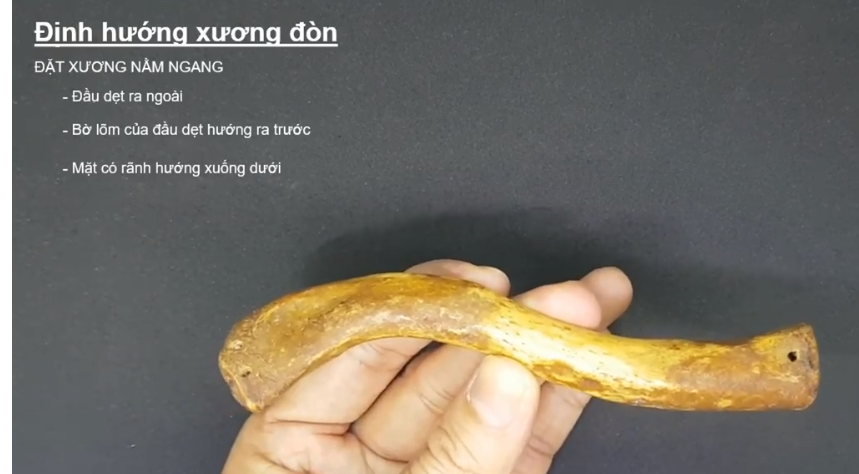 Định hướng xương đòn
ĐẶT XƯƠNG NẰM NGANG
- Đầu dẹt ra ngoài
- Bờ lõm của đầu dẹt hướng ra trước
- Mặt có rãnh hướng xuống dưới